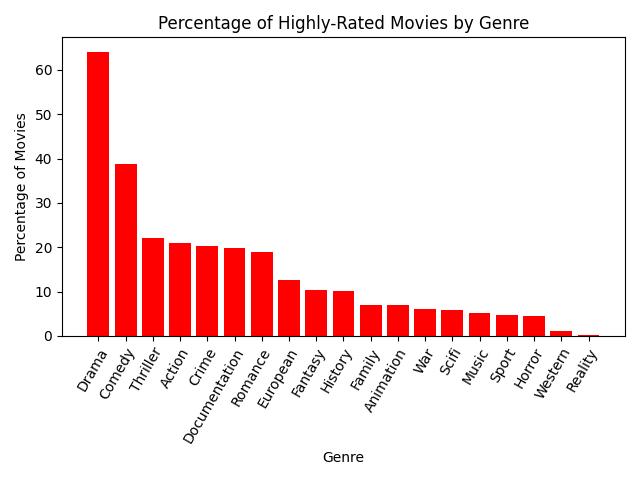 Percentage of Highly-Rated Movies by Genre
Percentage of Movies
60
50
40
30
20
10
0
Drama
Comedy
Thriller
Action
Crime
Documentation
Romance
European
Fantasy
History
Family
Animation
War
Scifi
Music
Sport
Horror
Western
Reality
Genre